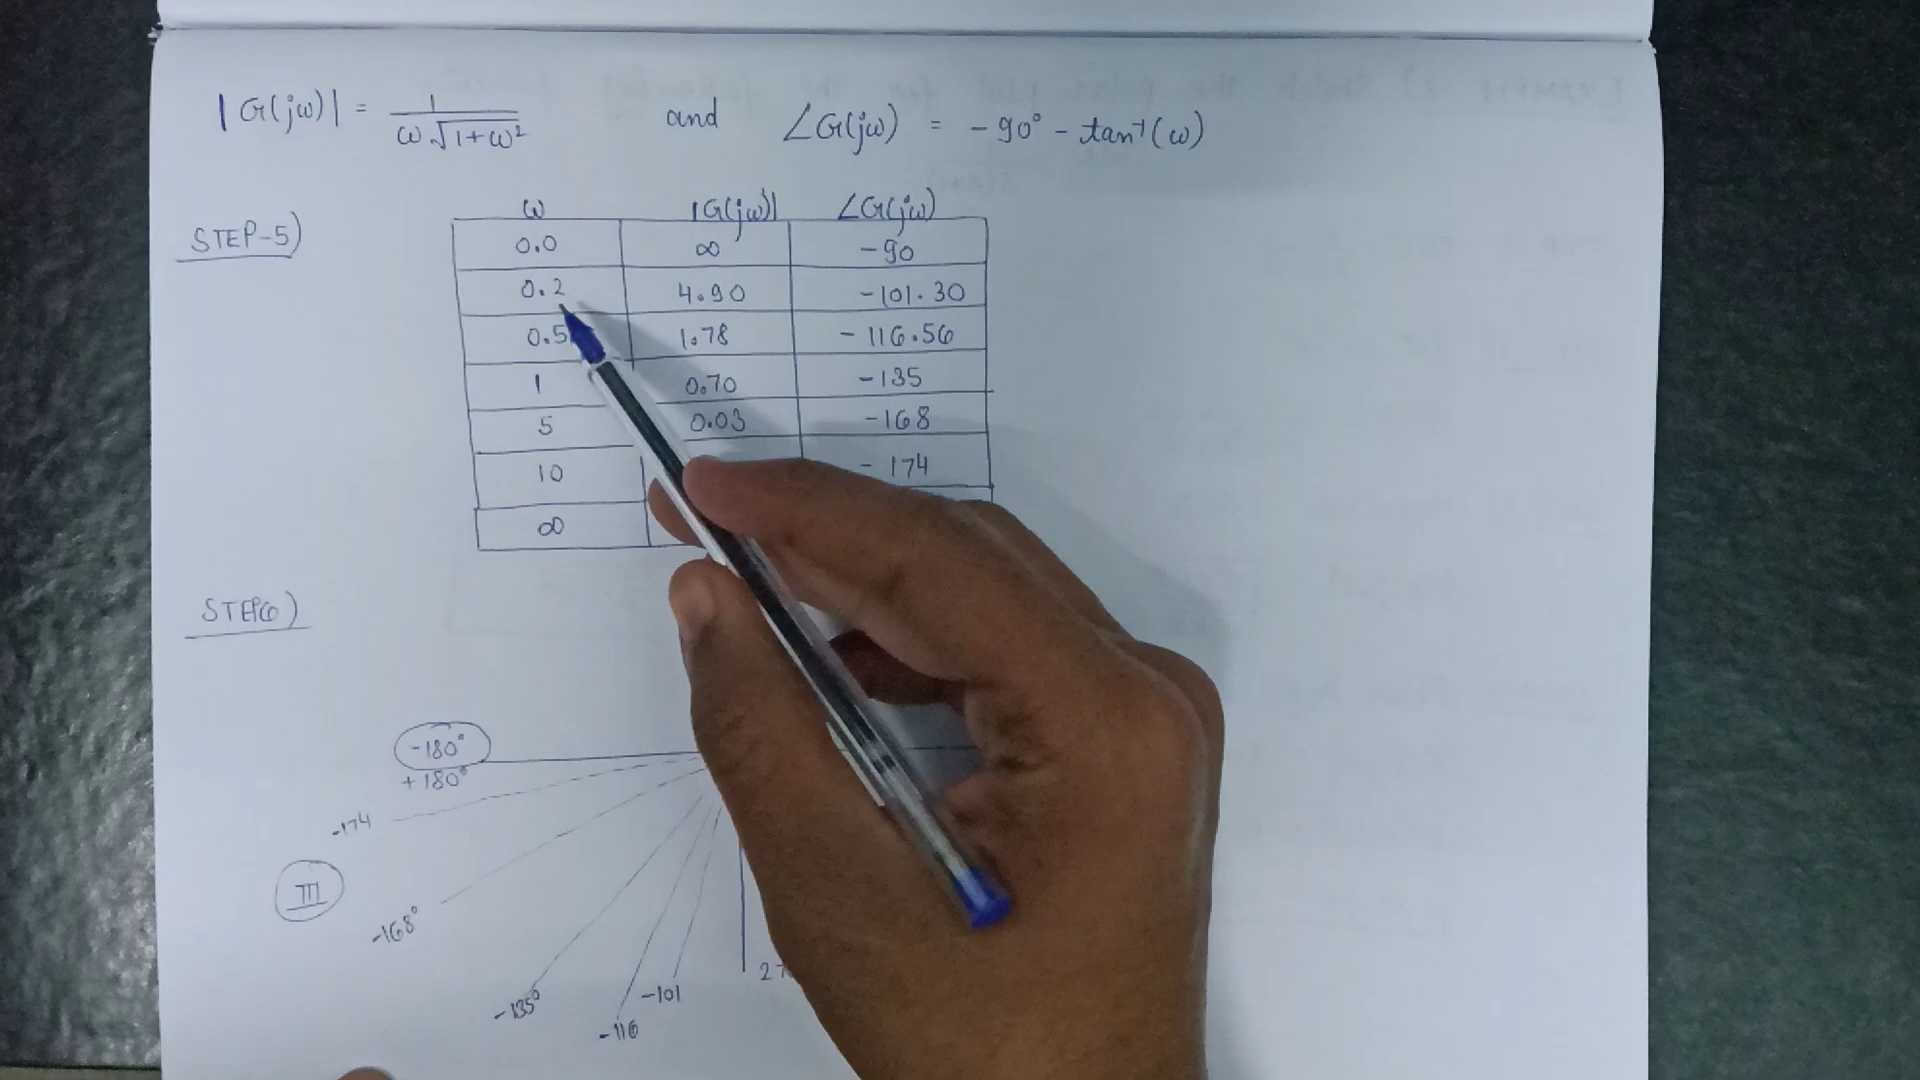 |G(jω)| = 1 / ω√1+ω² and ∠G(jω) = -90° - tan⁻¹(ω)
STEP-5)
ω |G(jω)| ∠G(jω)
0.0 ∞ -90
0.2 4.90 -101.30
0.5 1.78 -116.56
1 0.70 -135
5 0.03 -168
10 -174
∞
STEP6)
-180°
+180°
-174
III
-168°
-135°
-101
-116